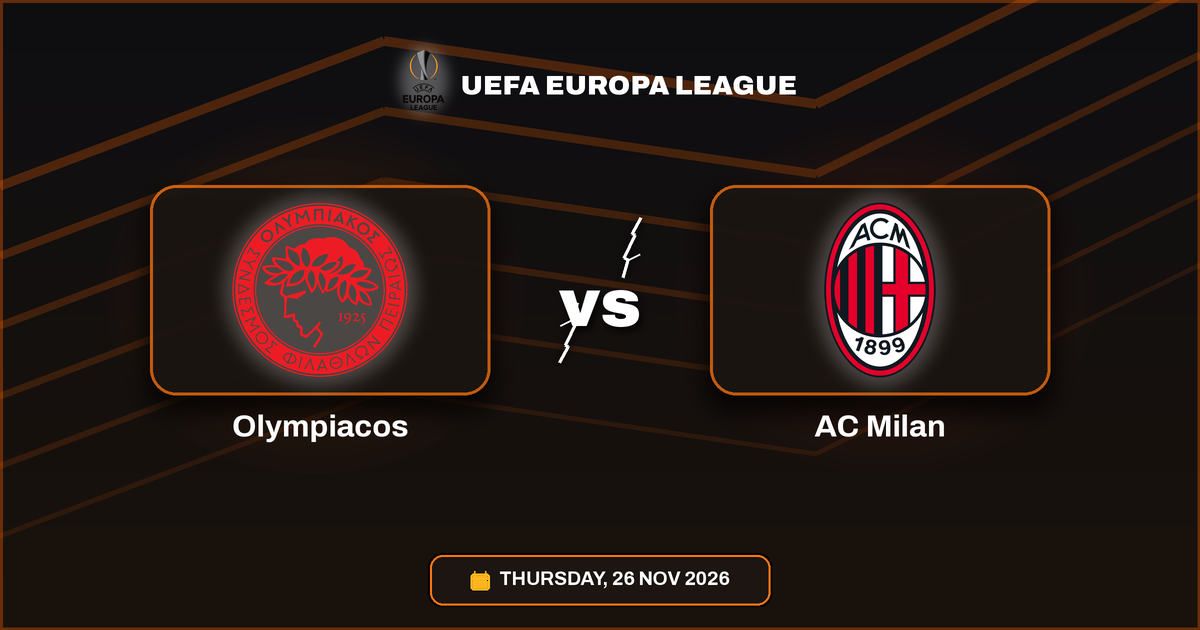 UEFA
EUROPA
LEAGUE
UEFA EUROPA LEAGUE
ΟΛΥΜΠΙΑΚΟΣ ΣΥΝΔΕΣΜΟΣ ΦΙΛΑΘΛΩΝ ΠΕΙΡΑΙΩΣ
1925
VS
ACM
1899
Olympiacos
AC Milan
THURSDAY, 26 NOV 2026